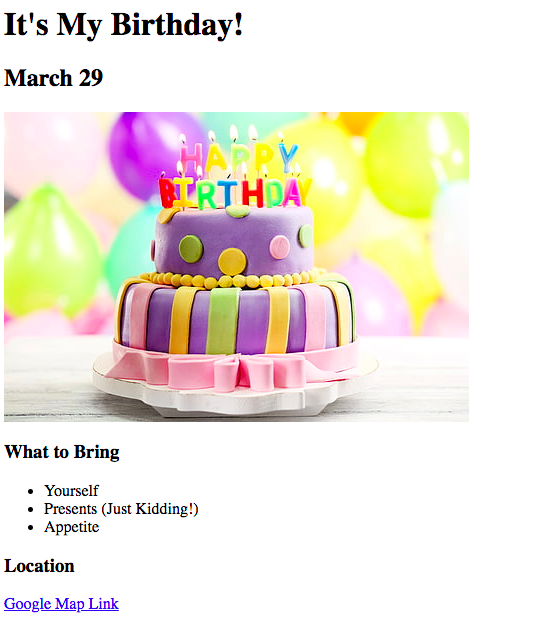 It's My Birthday!
March 29
HAPPY
BIRTHDAY
What to Bring
Yourself
Presents (Just Kidding!)
Appetite
Location
Google Map Link